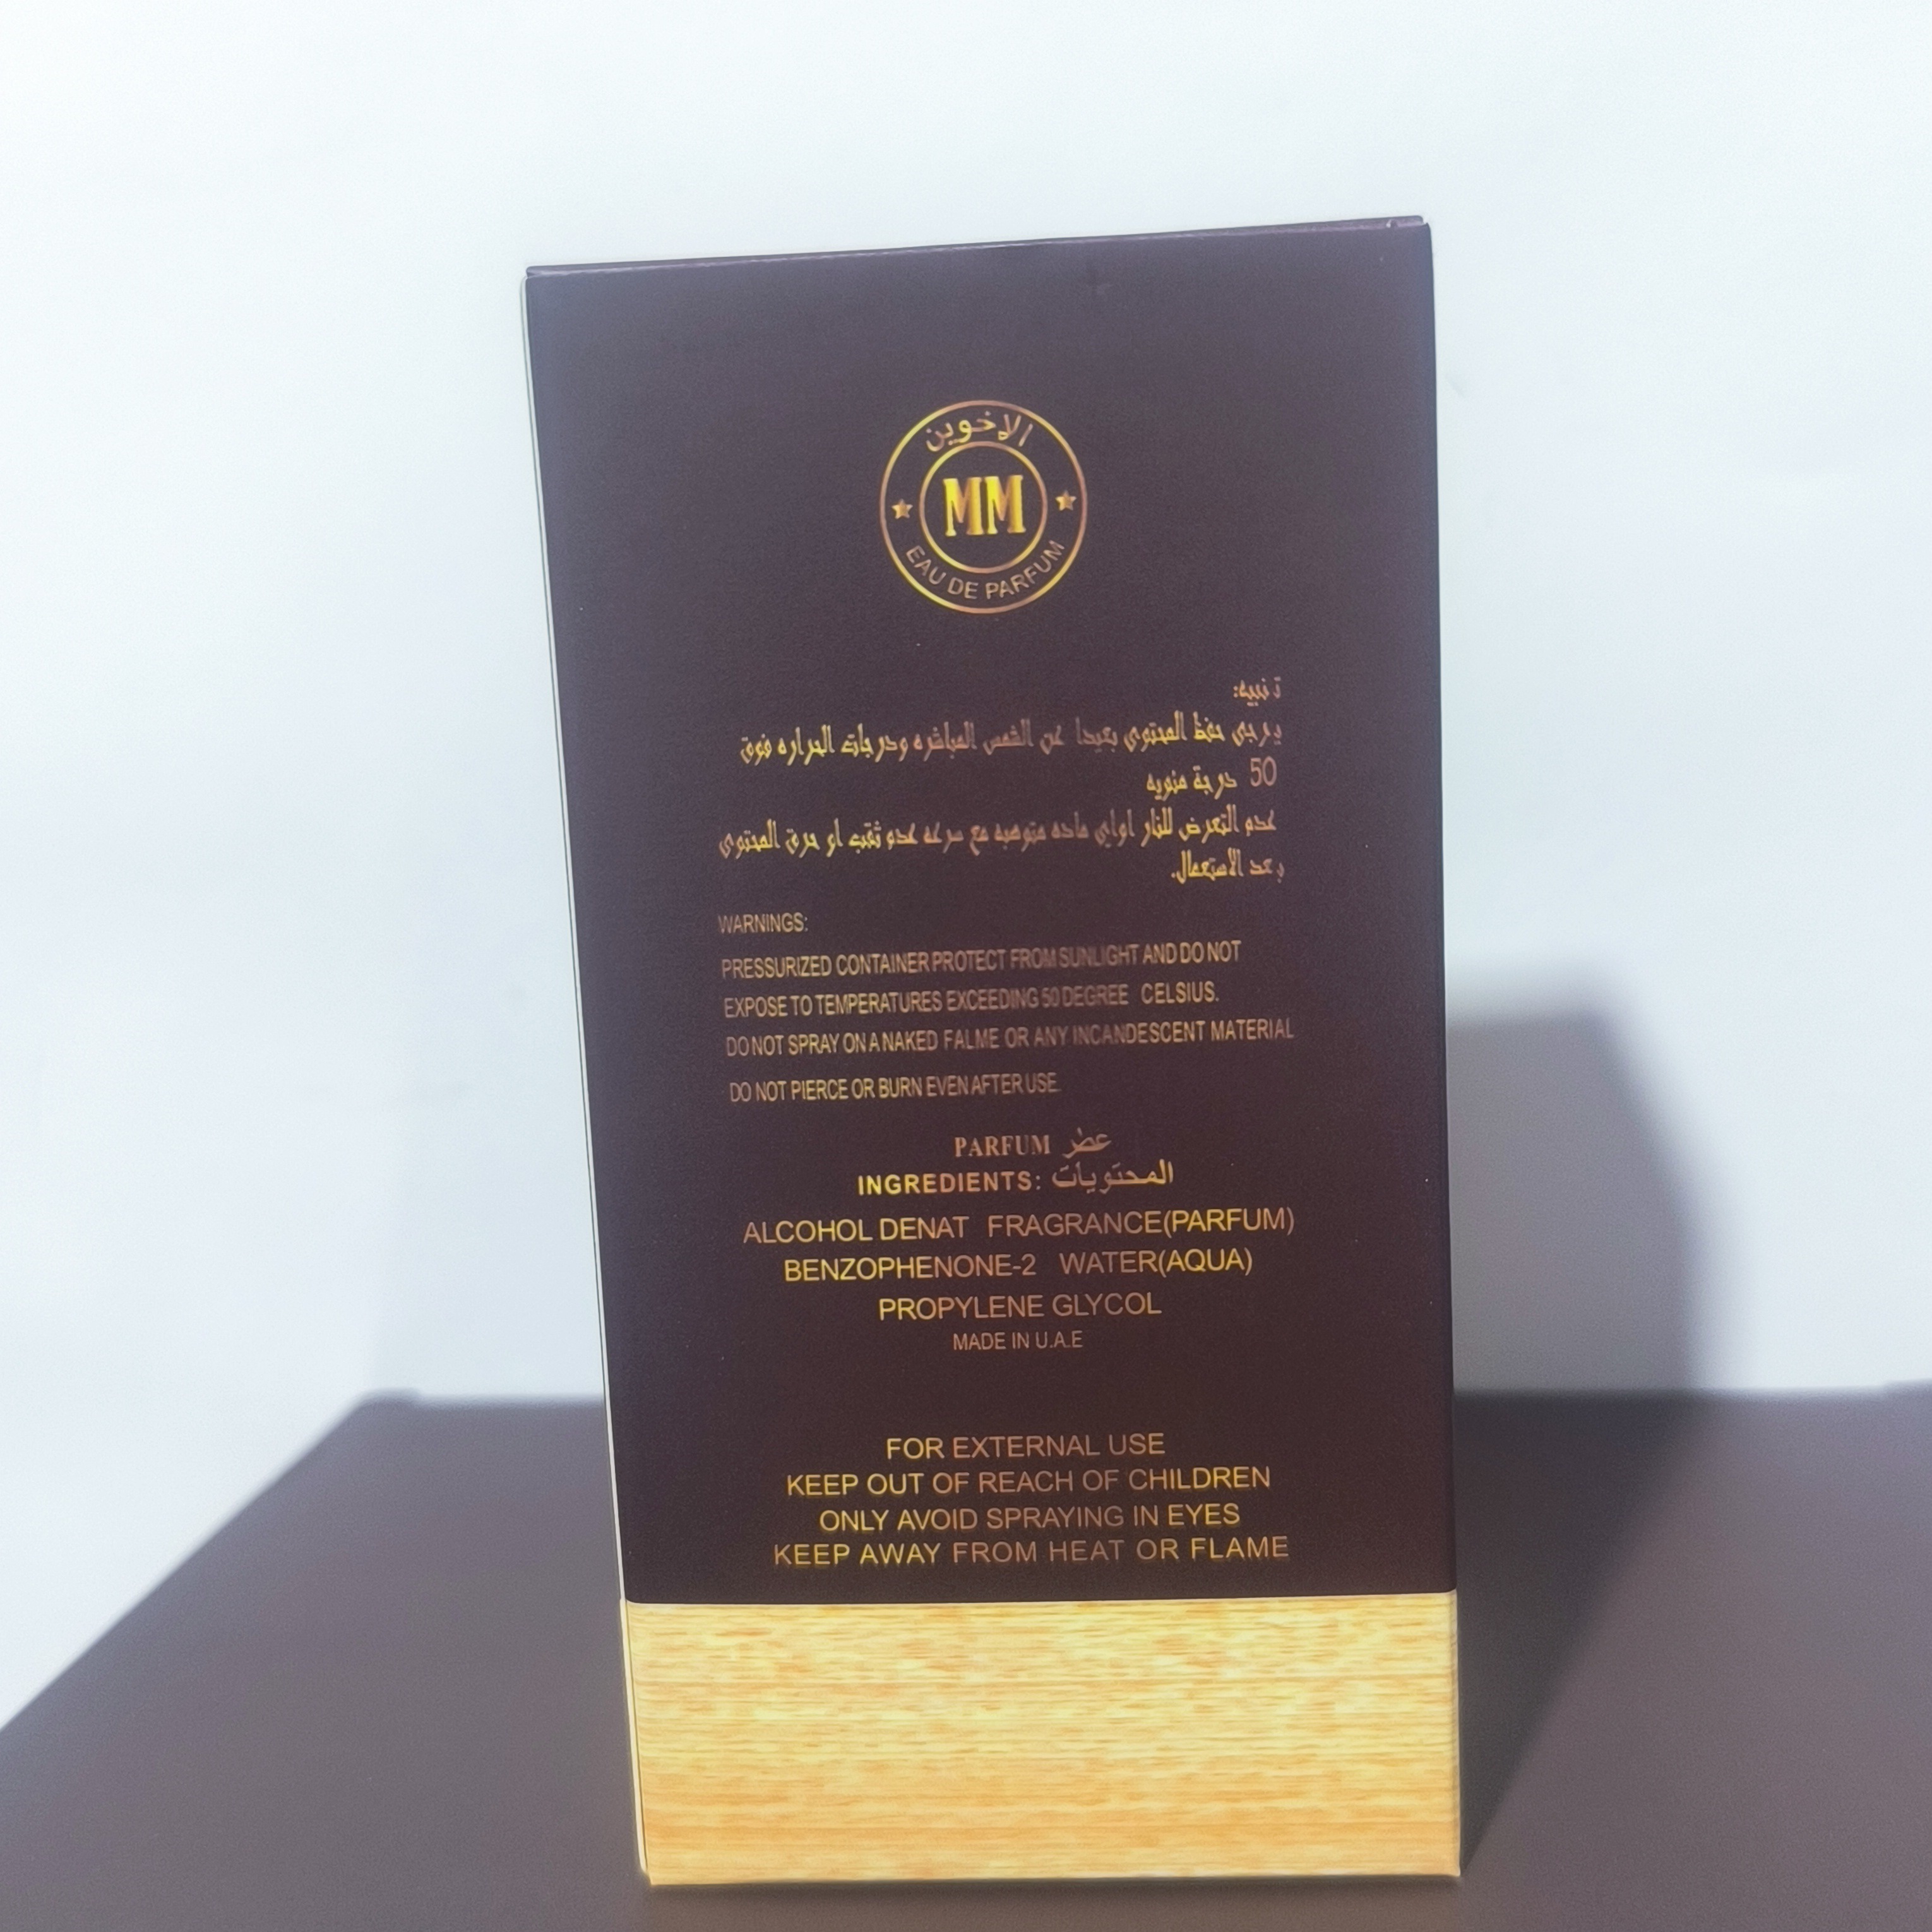 الإخوين
MM
EAU DE PARFUM
تنبيه:
يرجى حفظ المحتوى بعيدا عن الشمس المباشره ودرجات الحراره فوق
50 درجة مئويه
عدم التعرض للنار اواي ماده متوهجه مع سرعه عدم ثقب او حرق المحتوى
بعد الأستعمال.
WARNINGS:
PRESSURIZED CONTAINER PROTECT FROM SUNLIGHT AND DO NOT
EXPOSE TO TEMPERATURES EXCEEDING 50 DEGREE CELSIUS.
DO NOT SPRAY ON A NAKED FALME OR ANY INCANDESCENT MATERIAL
DO NOT PIERCE OR BURN EVEN AFTER USE.
PARFUM عطر
INGREDIENTS: المحتويات
ALCOHOL DENAT FRAGRANCE(PARFUM)
BENZOPHENONE-2 WATER(AQUA)
PROPYLENE GLYCOL
MADE IN U.A.E
FOR EXTERNAL USE
KEEP OUT OF REACH OF CHILDREN
ONLY AVOID SPRAYING IN EYES
KEEP AWAY FROM HEAT OR FLAME